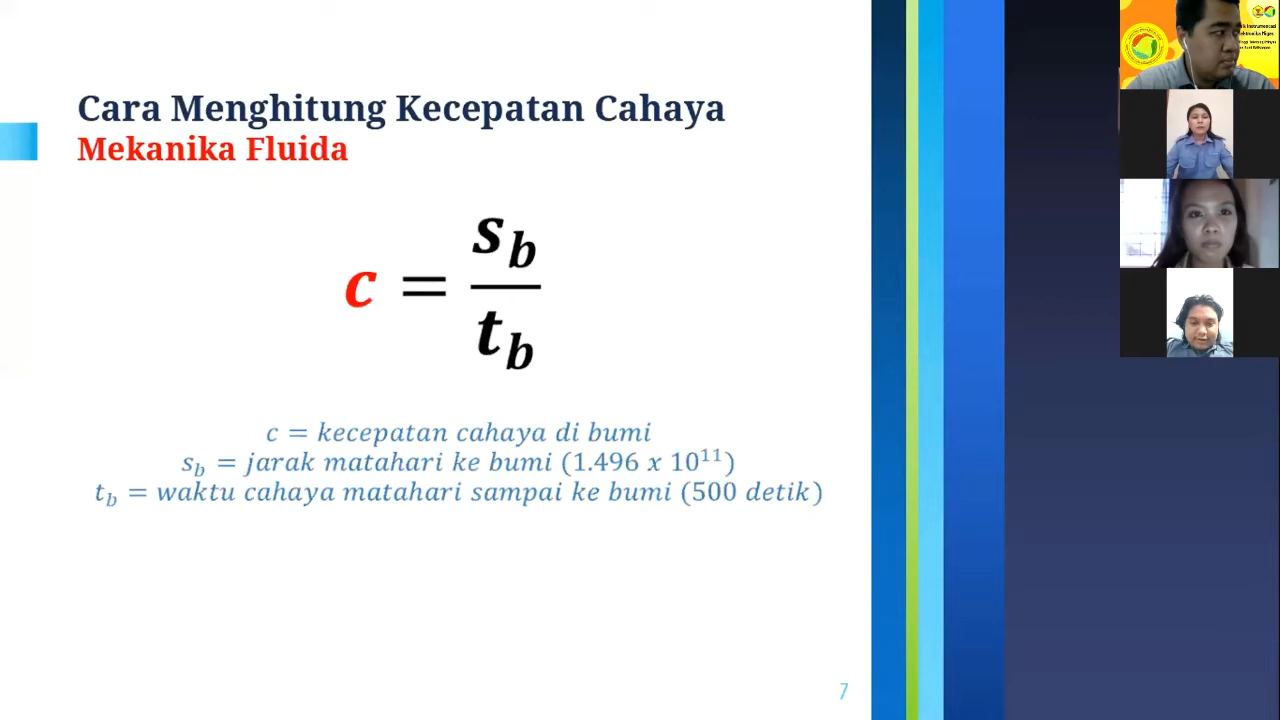 Cara Menghitung Kecepatan Cahaya
Mekanika Fluida
c = s_b / t_b
c = kecepatan cahaya di bumi
s_b = jarak matahari ke bumi (1.496 x 10^11)
t_b = waktu cahaya matahari sampai ke bumi (500 detik)
7